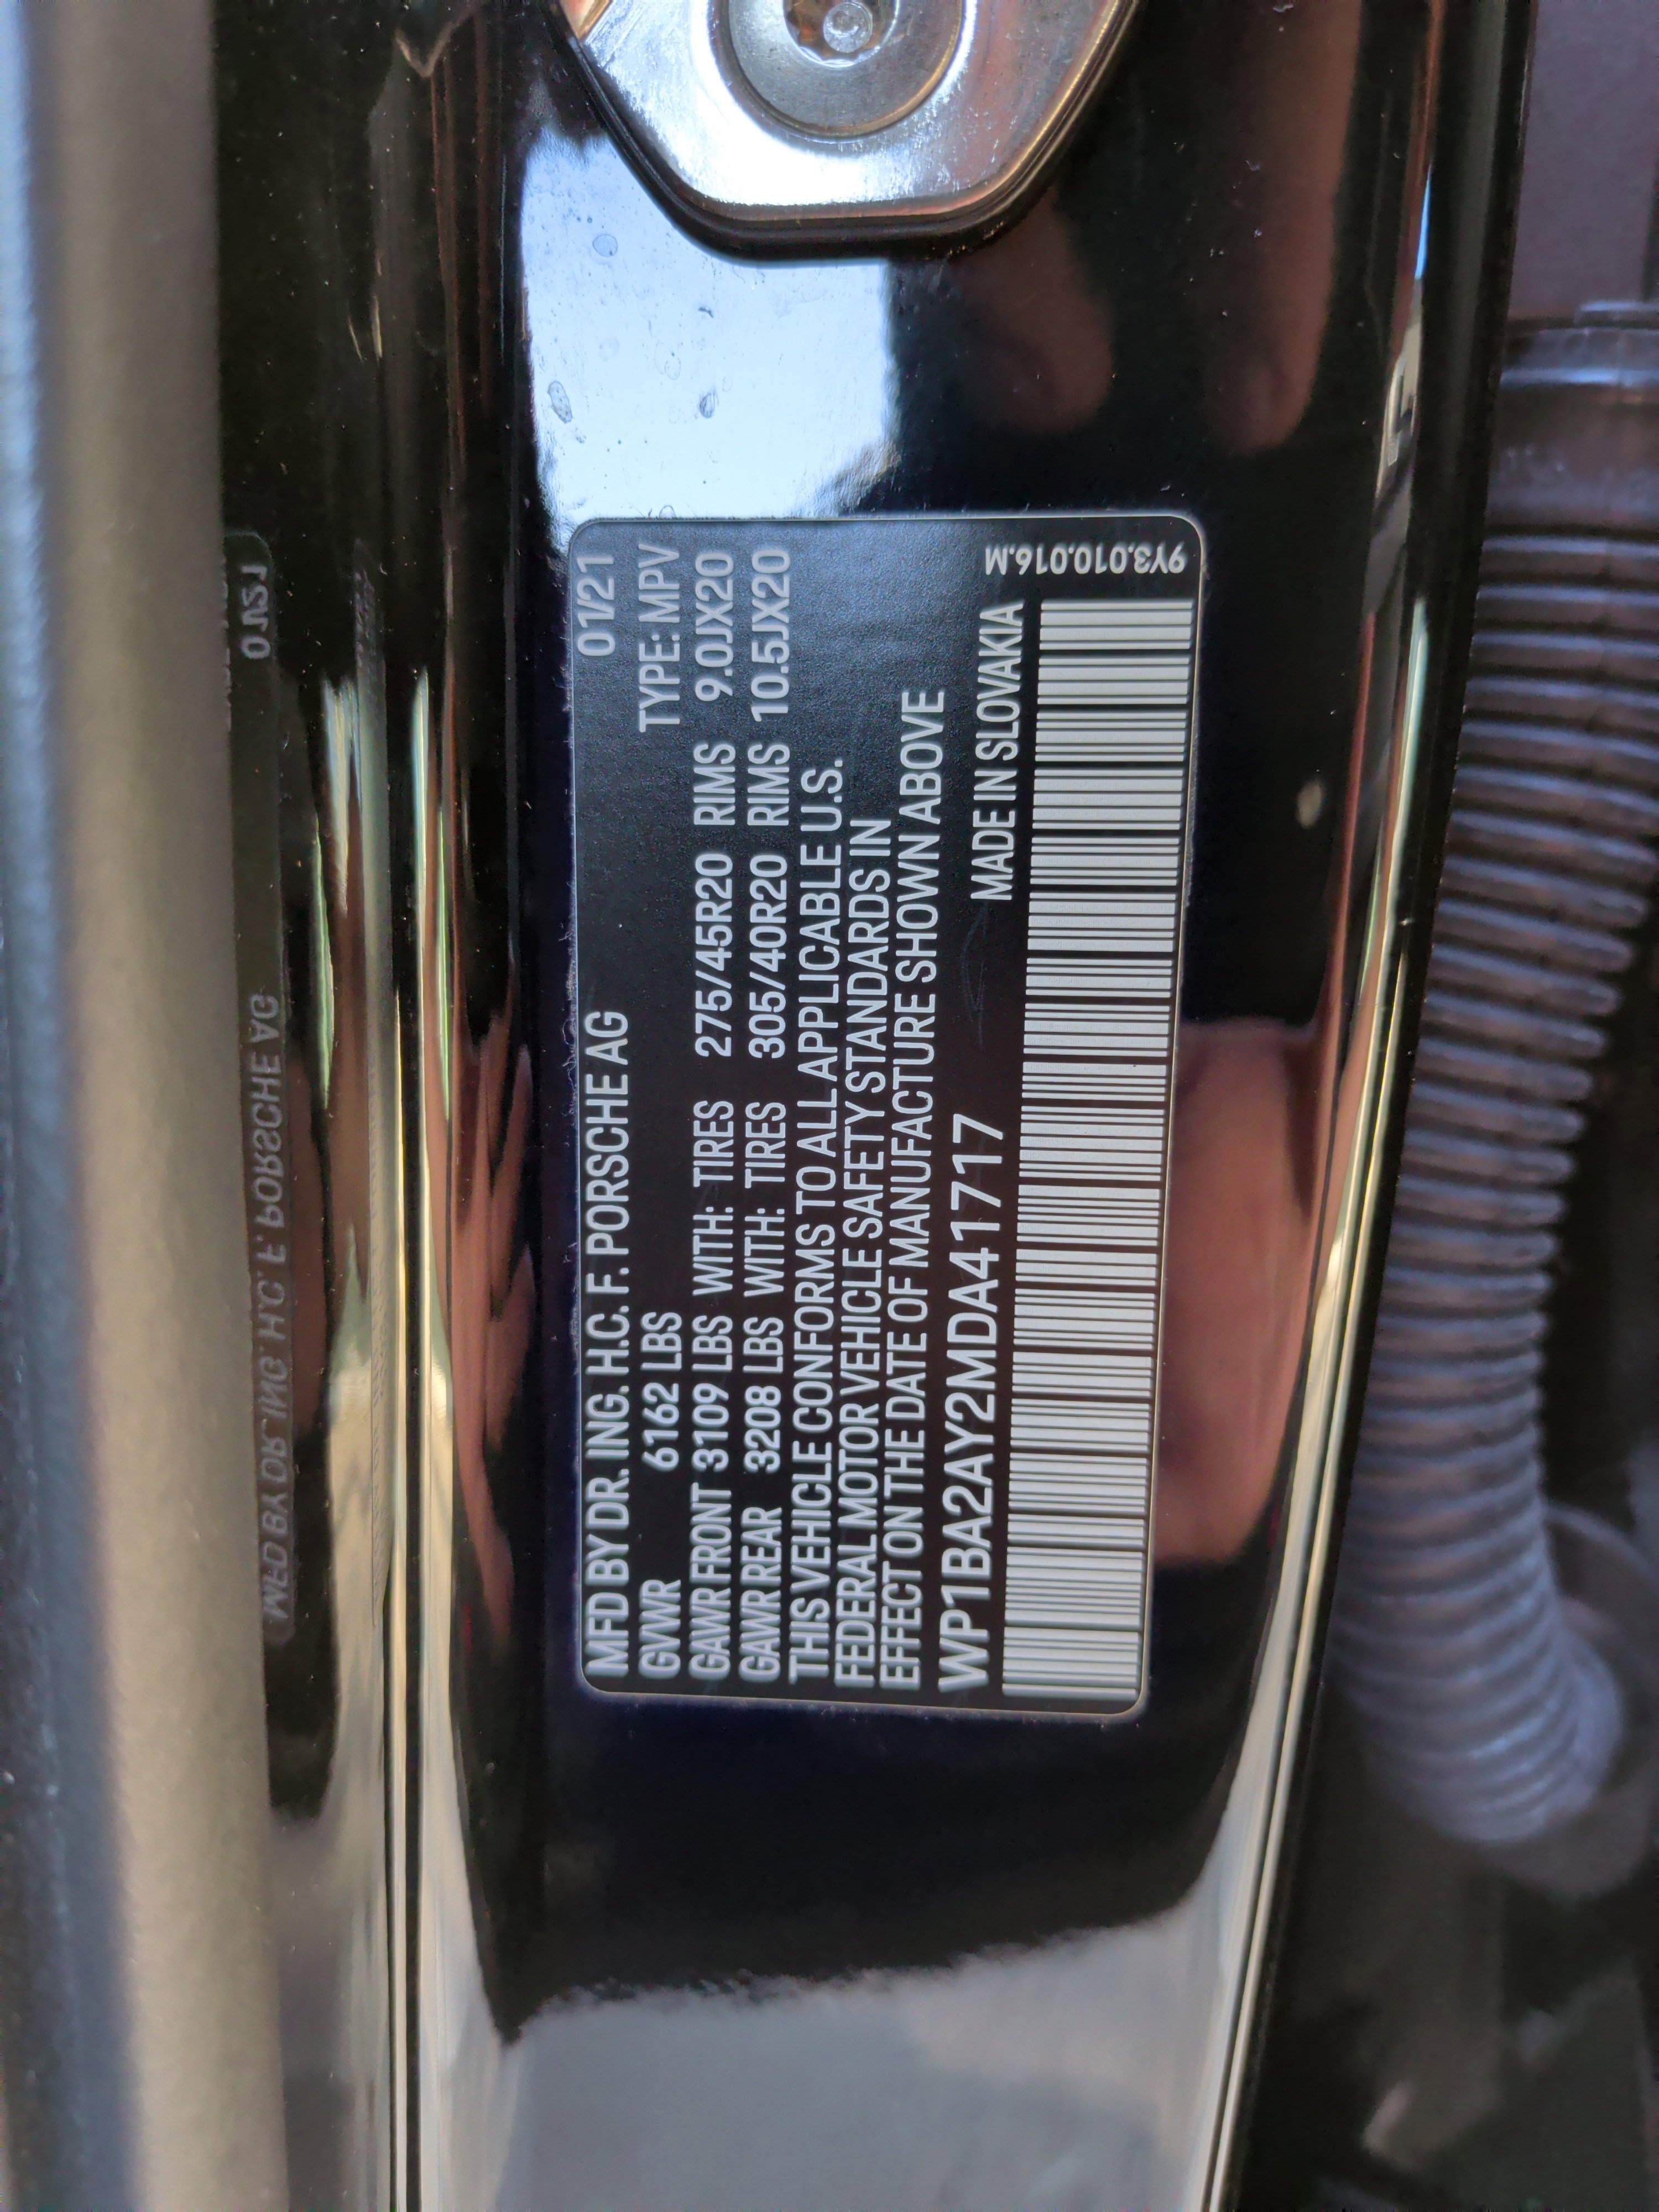 MFD BY DR. ING. H.C. F. PORSCHE AG 01/21
GVWR 6162 LBS TYPE: MPV
GAWR FRONT 3109 LBS WITH: TIRES 275/45R20 RIMS 9.0JX20
GAWR REAR 3208 LBS WITH: TIRES 305/40R20 RIMS 10.5JX20
THIS VEHICLE CONFORMS TO ALL APPLICABLE U.S.
FEDERAL MOTOR VEHICLE SAFETY STANDARDS IN
EFFECT ON THE DATE OF MANUFACTURE SHOWN ABOVE
WP1BA2AY2MDA41717
MADE IN SLOVAKIA
9Y3.010.016.M